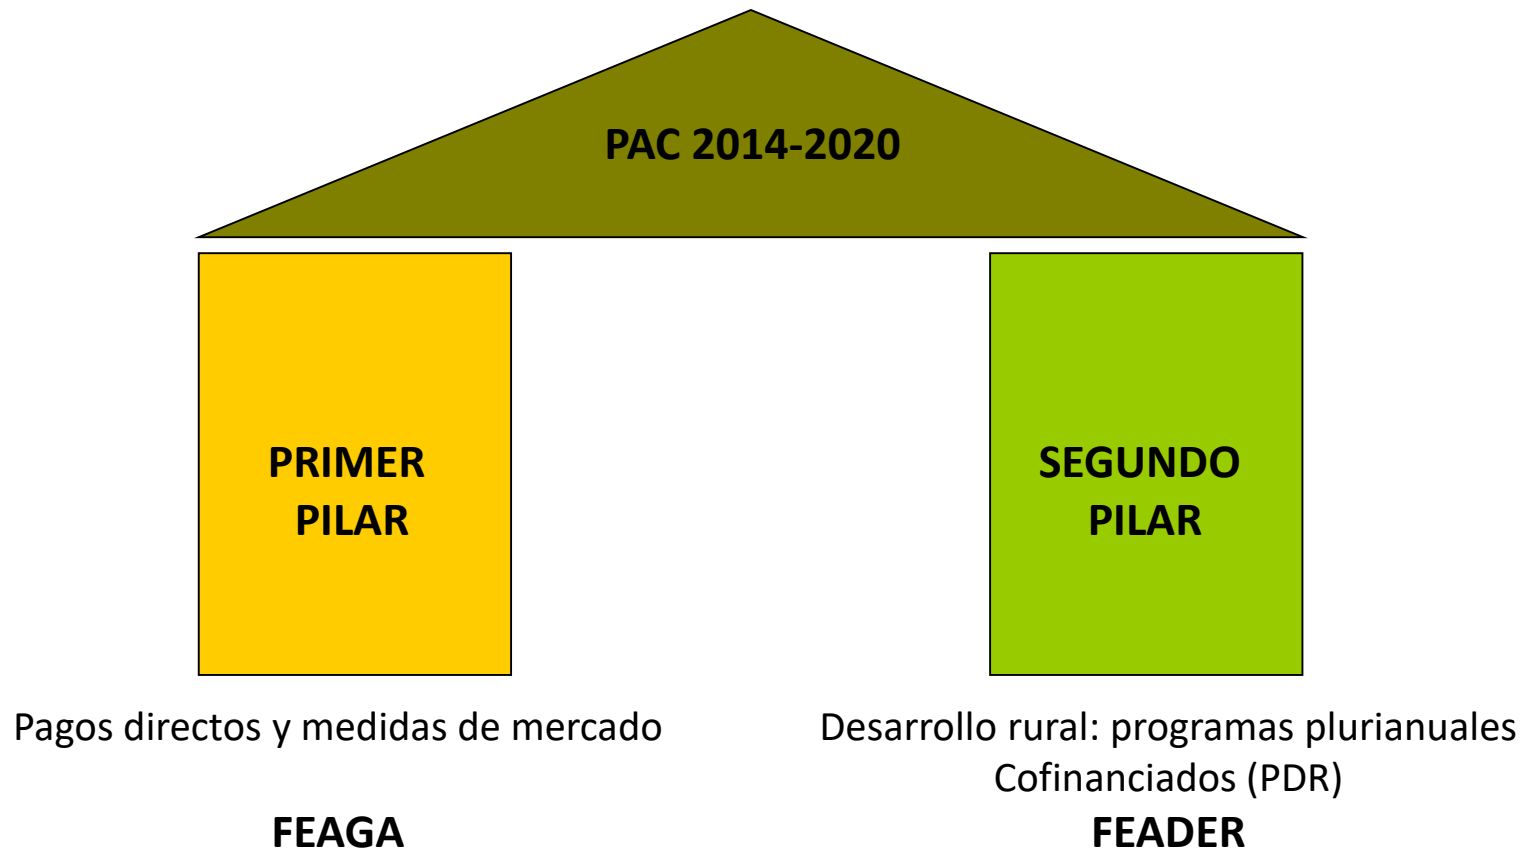 PAC 2014-2020
PRIMER
PILAR
SEGUNDO
PILAR
Pagos directos y medidas de mercado
FEAGA
Desarrollo rural: programas plurianuales
Cofinanciados (PDR)
FEADER